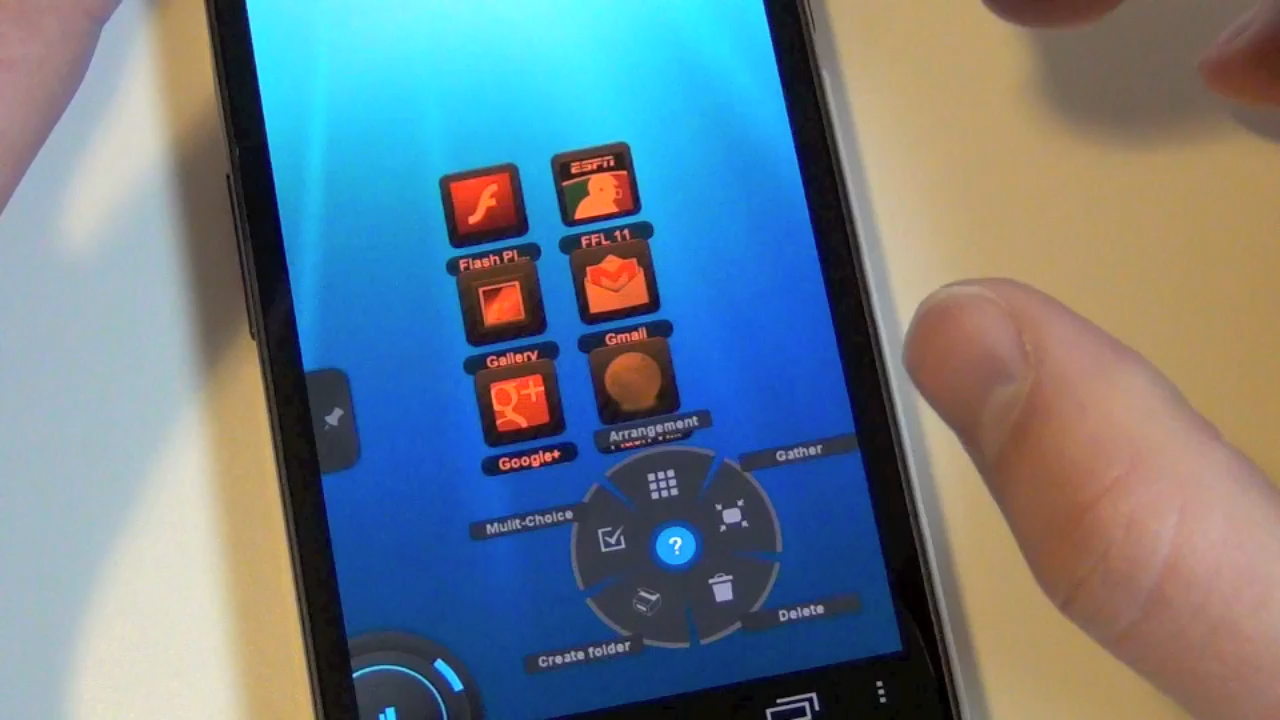 ESPN
FFL 11
Flash Pl...
Gmail
Gallery
g+
Google+
Arrangement
Gather
Mulit-Choice
?
Delete
Create folder